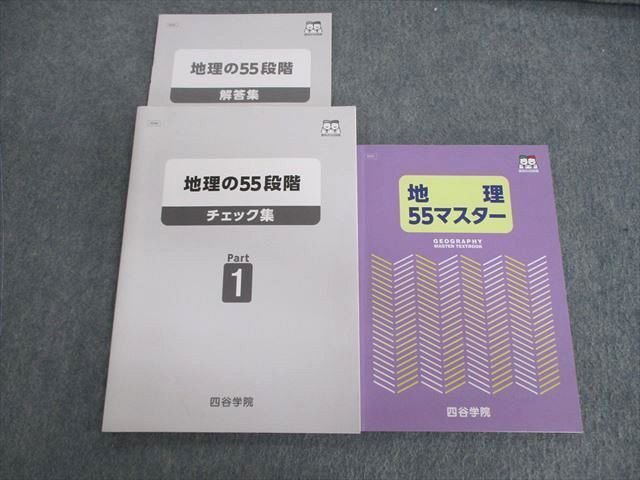 地理の55段階
解答集
地理の55段階
チェック集
Part
1
四谷学院
地理
55マスター
GEOGRAPHY
MASTER TEXTBOOK
四谷学院